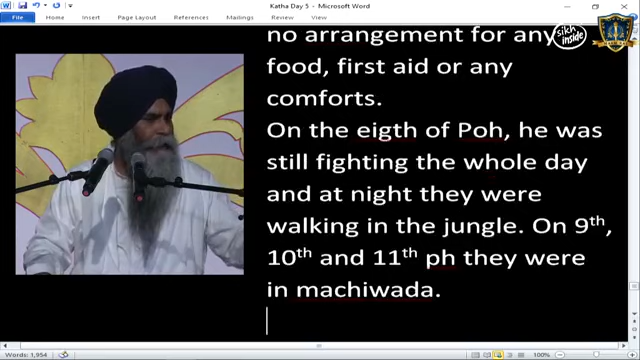 Katha Day 5 - Microsoft Word
File Home Insert Page Layout References Mailings Review View
no arrangement for any
sikh
inside
food, first aid or any
comforts.
On the eigth of Poh, he was
still fighting the whole day
and at night they were
walking in the jungle. On 9th,
10th and 11th ph they were
in machiwada.
Words: 1,954
100%